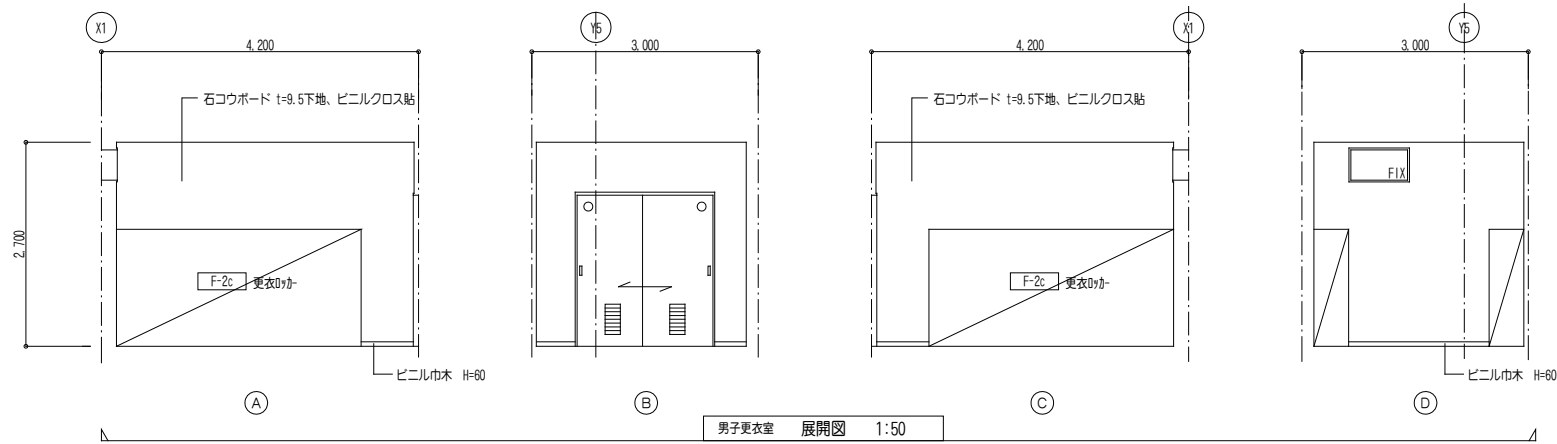 X1
4,200
Y5
3,000
4,200
X1
3,000
Y5
石コウボード t=9.5下地、ビニルクロス貼
石コウボード t=9.5下地、ビニルクロス貼
FIX
2,700
F-2c 更衣ロッカー
F-2c 更衣ロッカー
ビニル巾木 H=60
ビニル巾木 H=60
A
B
C
D
男子更衣室 展開図 1:50